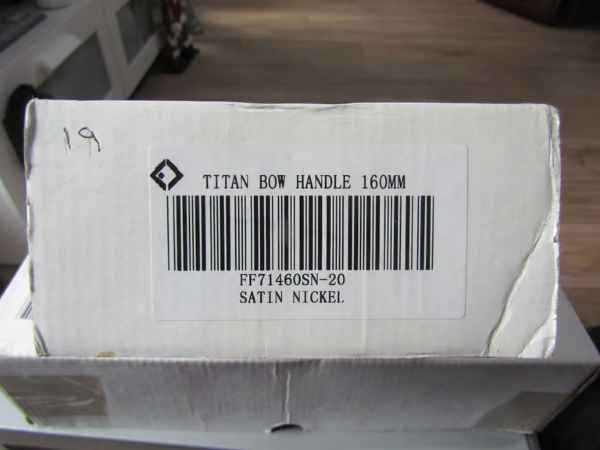 19
TITAN BOW HANDLE 160MM
FF71460SN-20
SATIN NICKEL